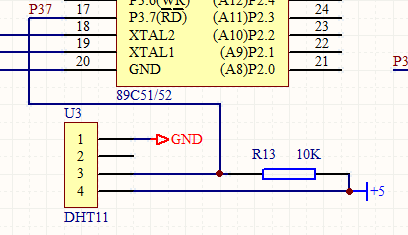 P3.6(WR) (A12)P2.4
P37 17 P3.7(RD) (A11)P2.3 24
18 XTAL2 (A10)P2.2 23
19 XTAL1 (A9)P2.1 22
20 GND (A8)P2.0 21
P3
89C51/52
U3
1 GND
2
3 R13 10K
4 +5
DHT11